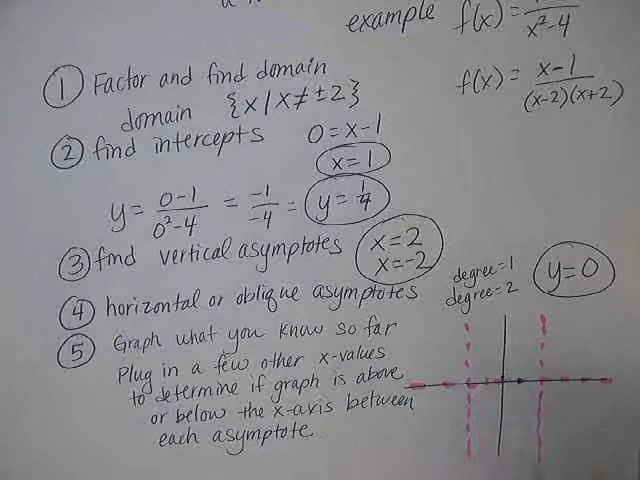 example f(x) = / x²-4
① Factor and find domain
f(x) = x-1 / (x-2)(x+2)
domain {x | x ≠ ±2}
② find intercepts 0 = x-1
x=1
y = 0-1 / 0²-4 = -1 / -4 = y = 1/4
③ find vertical asymptotes x=2
x=-2
④ horizontal or oblique asymptotes
degree=1
degree=2
y=0
⑤ Graph what you know so far
Plug in a few other x-values
to determine if graph is above
or below the x-axis between
each asymptote.